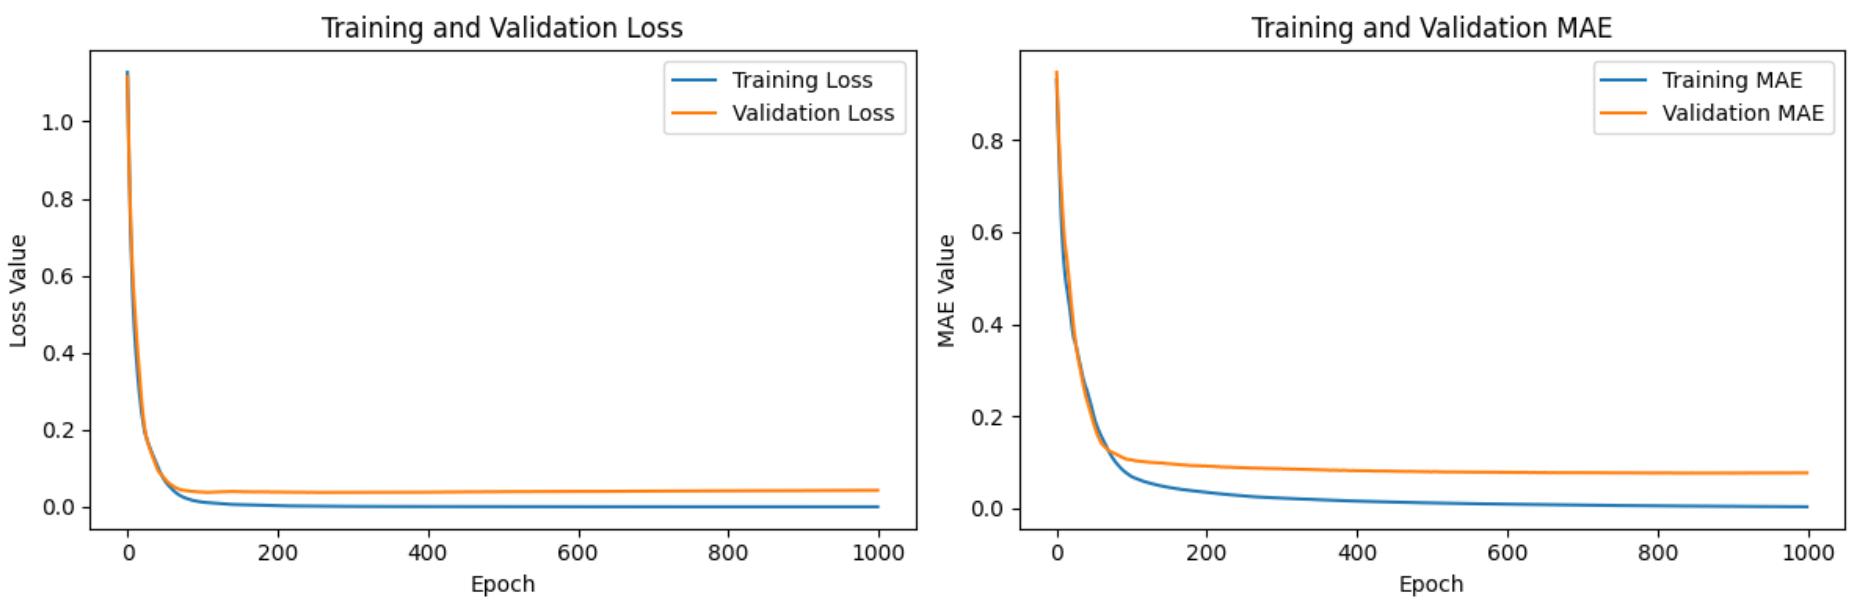 Training and Validation Loss
Training Loss
Validation Loss
1.0
0.8
0.6
0.4
0.2
0.0
Loss Value
0 200 400 600 800 1000
Epoch
Training and Validation MAE
Training MAE
Validation MAE
0.8
0.6
0.4
0.2
0.0
MAE Value
0 200 400 600 800 1000
Epoch